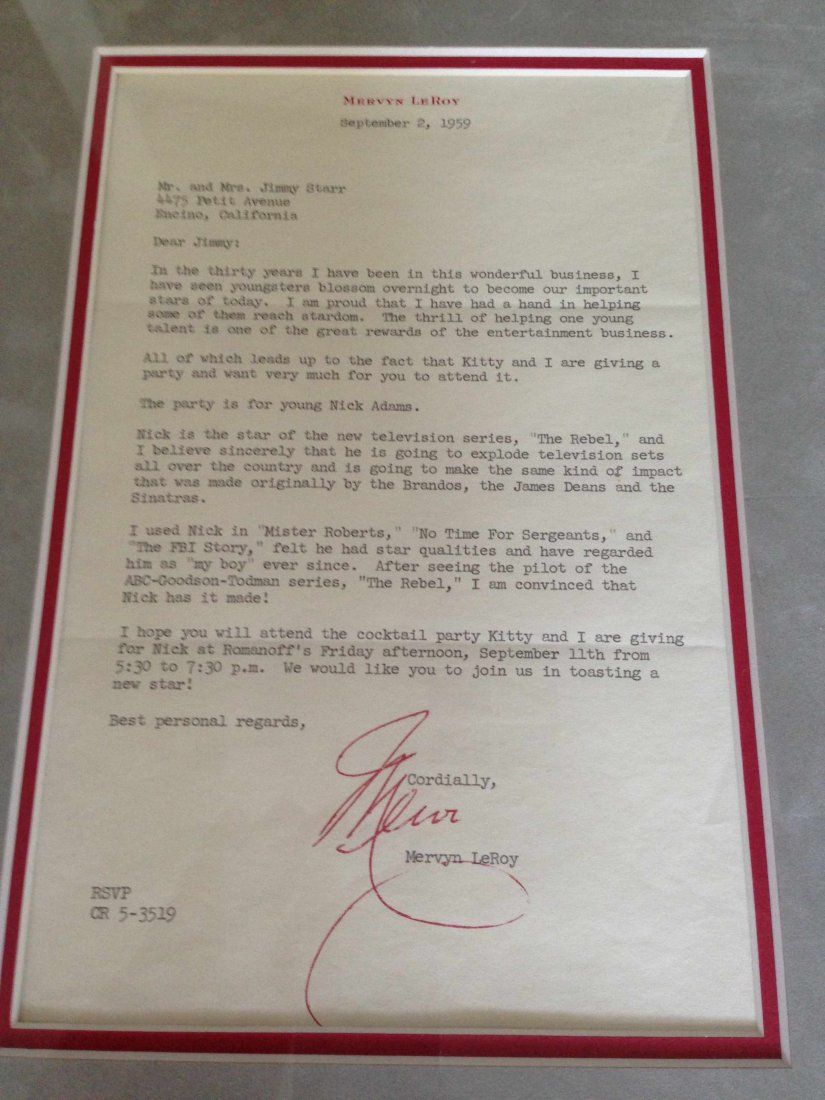 MERVYN LEROY
September 2, 1959
Mr. and Mrs. Jimmy Starr
4475 Petit Avenue
Encino, California
Dear Jimmy:
In the thirty years I have been in this wonderful business, I
have seen youngsters blossom overnight to become our important
stars of today. I am proud that I have had a hand in helping
some of them reach stardom. The thrill of helping one young
talent is one of the great rewards of the entertainment business.
All of which leads up to the fact that Kitty and I are giving a
party and want very much for you to attend it.
The party is for young Nick Adams.
Nick is the star of the new television series, "The Rebel," and
I believe sincerely that he is going to explode television sets
all over the country and is going to make the same kind of impact
that was made originally by the Brandos, the James Deans and the
Sinatras.
I used Nick in "Mister Roberts," "No Time For Sergeants," and
"The FBI Story," felt he had star qualities and have regarded
him as "my boy" ever since. After seeing the pilot of the
ABC-Goodson-Todman series, "The Rebel," I am convinced that
Nick has it made!
I hope you will attend the cocktail party Kitty and I are giving
for Nick at Romanoff's Friday afternoon, September 11th from
5:30 to 7:30 p.m. We would like you to join us in toasting a
new star!
Best personal regards,
Cordially,
Merv
Mervyn LeRoy
RSVP
CR 5-3519